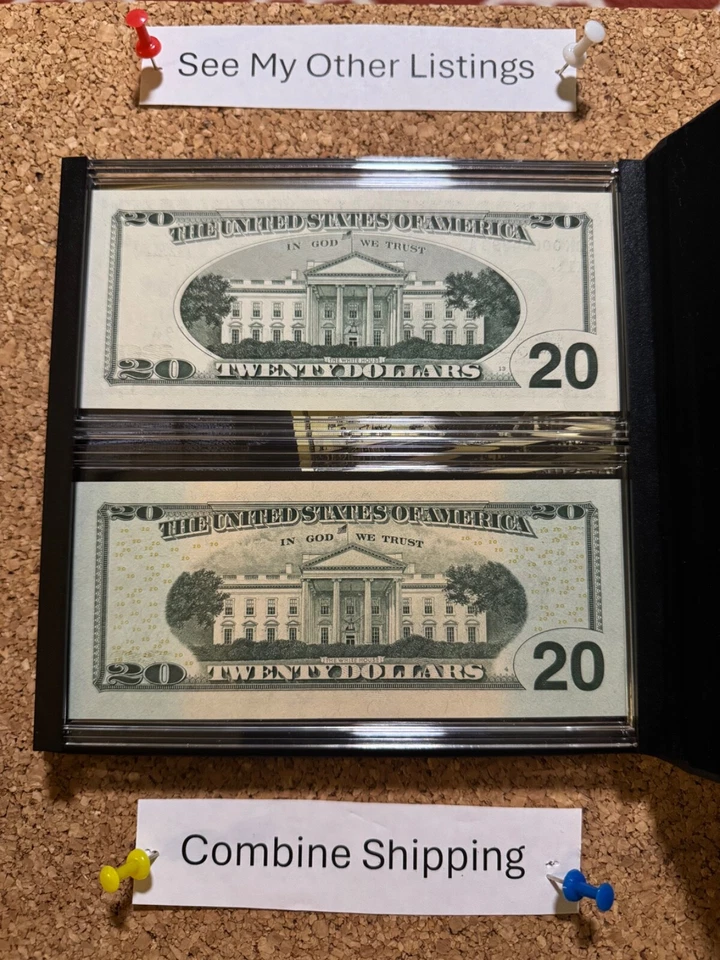 See My Other Listings
20 20
THE UNITED STATES OF AMERICA
IN GOD WE TRUST
THE WHITE HOUSE
20 TWENTY DOLLARS 20
20 20
THE UNITED STATES OF AMERICA
IN GOD WE TRUST
THE WHITE HOUSE
20 TWENTY DOLLARS 20
Combine Shipping